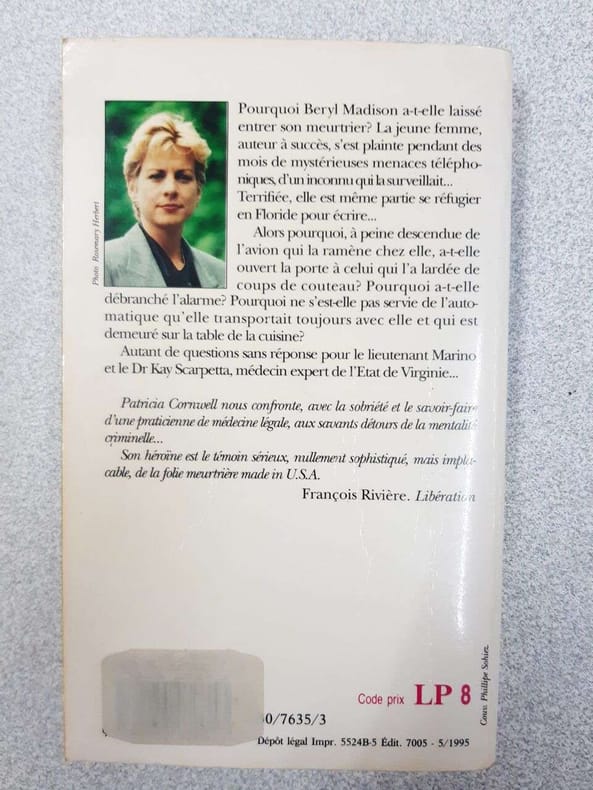 Pourquoi Beryl Madison a-t-elle laissé
entrer son meurtrier? La jeune femme,
auteur à succès, s'est plainte pendant des
mois de mystérieuses menaces télépho-
niques, d'un inconnu qui la surveillait...
Terrifiée, elle est même partie se réfugier
en Floride pour écrire...
Alors pourquoi, à peine descendue de
l'avion qui la ramène chez elle, a-t-elle
ouvert la porte à celui qui l'a lardée de
coups de couteau? Pourquoi a-t-elle
débranché l'alarme? Pourquoi ne s'est-elle pas servie de l'auto-
matique qu'elle transportait toujours avec elle et qui est
demeuré sur la table de la cuisine?
Autant de questions sans réponse pour le lieutenant Marino
et le Dr Kay Scarpetta, médecin expert de l'Etat de Virginie...
Photo Rosemary Herbert
Patricia Cornwell nous confronte, avec la sobriété et le savoir-faire
d'une praticienne de médecine légale, aux savants détours de la mentalité
criminelle...
Son héroïne est le témoin sérieux, nullement sophistiqué, mais impla-
cable, de la folie meurtrière made in U.S.A.
François Rivière. Libération
Couv. Phillipe Sohiez.
Code prix LP 8
30/7635/3
Dépôt légal Impr. 5524B-5 Édit. 7005 - 5/1995